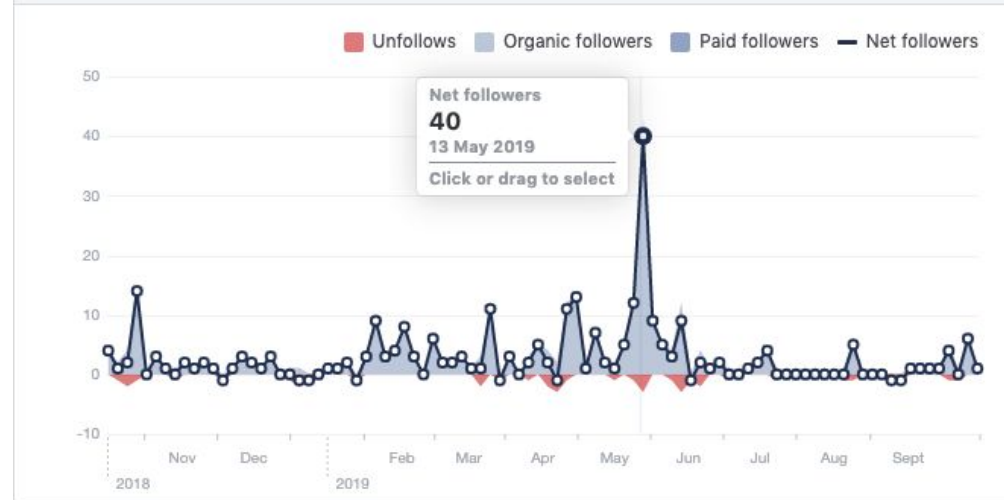 Unfollows Organic followers Paid followers Net followers
50
Net followers
40
13 May 2019
Click or drag to select
40
30
20
10
0
-10
Nov Dec Feb Mar Apr May Jun Jul Aug Sept
2018 2019